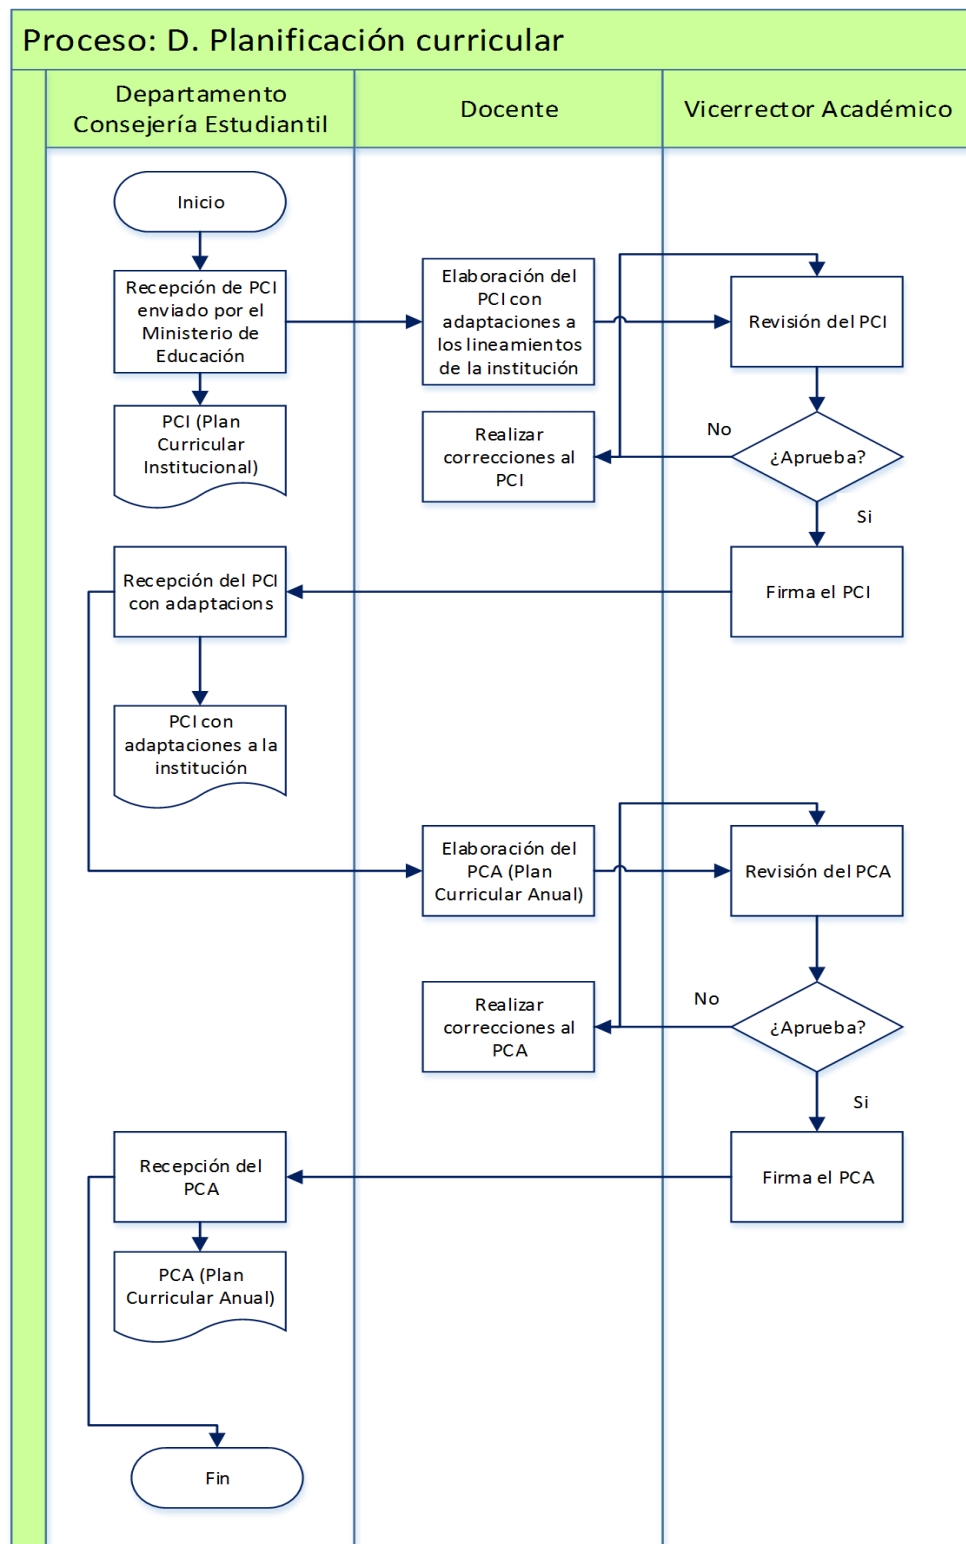 Proceso: D. Planificación curricular
Departamento
Consejería Estudiantil
Docente
Vicerrector Académico
Inicio
Recepción de PCI
enviado por el
Ministerio de
Educación
Elaboración del
PCI con
adaptaciones a
los lineamientos
de la institución
Revisión del PCI
PCI (Plan
Curricular
Institucional)
Realizar
correcciones al
PCI
No
¿Aprueba?
Si
Recepción del PCI
con adaptacions
Firma el PCI
PCI con
adaptaciones a la
institución
Elaboración del
PCA (Plan
Curricular Anual)
Revisión del PCA
Realizar
correcciones al
PCA
No
¿Aprueba?
Si
Recepción del
PCA
Firma el PCA
PCA (Plan
Curricular Anual)
Fin